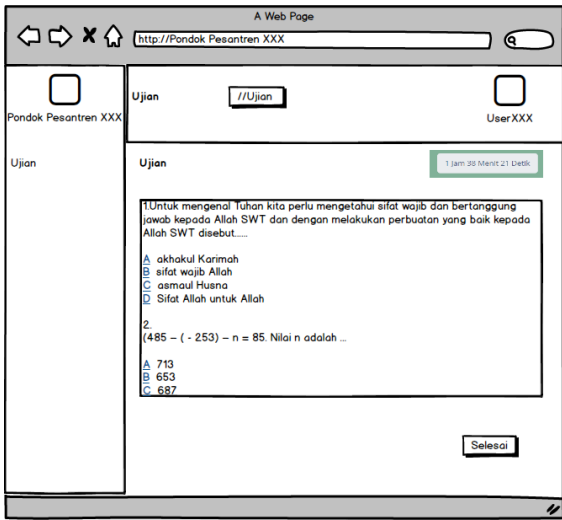 A Web Page
http://Pondok Pesantren XXX
Pondok Pesantren XXX
Ujian
//Ujian
UserXXX
Ujian
Ujian
1 Jam 38 Menit 21 Detik
1.Untuk mengenal Tuhan kita perlu mengetahui sifat wajib dan bertanggung
jawab kepada Allah SWT dan dengan melakukan perbuatan yang baik kepada
Allah SWT disebut......
A akhakul Karimah
B sifat wajib Allah
C asmaul Husna
D Sifat Allah untuk Allah
2.
(485 – ( - 253) – n = 85. Nilai n adalah ...
A 713
B 653
C 687
Selesai